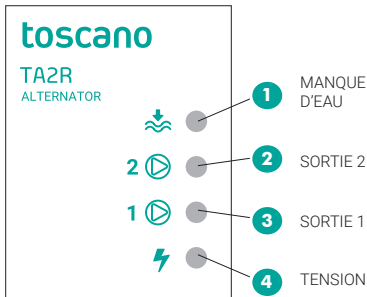 toscano
TA2R
ALTERNATOR
1 MANQUE
D'EAU
2
2 SORTIE 2
1
3 SORTIE 1
4 TENSION